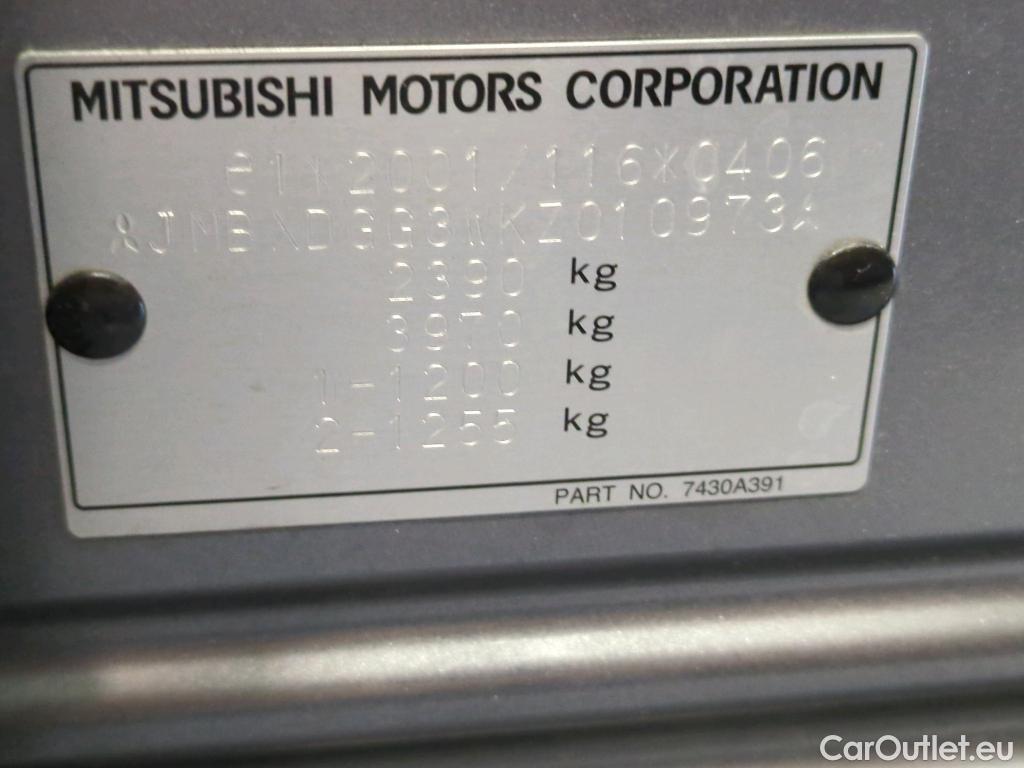 MITSUBISHI MOTORS CORPORATION
e1*2001/116*0406
JMBXDGG3WKZ010973
2390 kg
3970 kg
1-1200 kg
2-1255 kg
PART NO. 7430A391
CarOutlet.eu